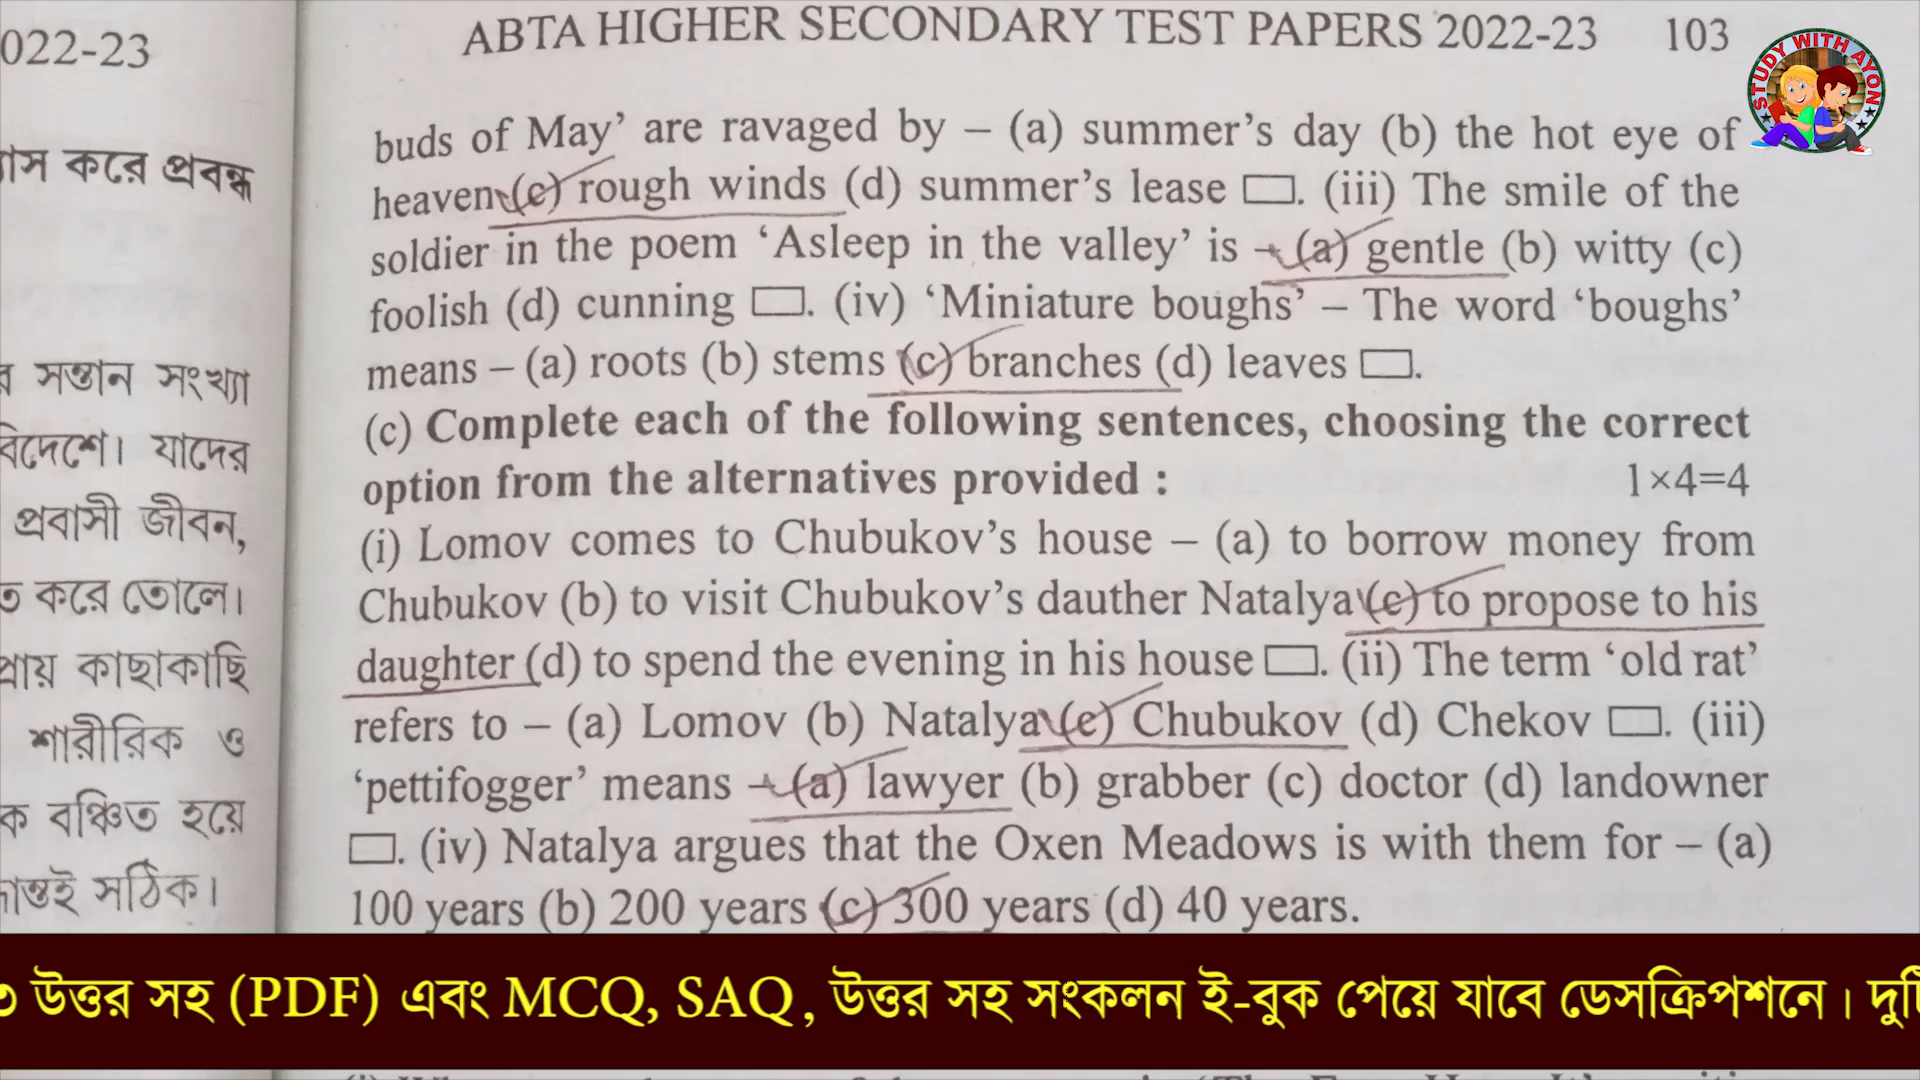 022-23
ABTA HIGHER SECONDARY TEST PAPERS 2022-23 103
STUDY WITH AYON
buds of May’ are ravaged by – (a) summer’s day (b) the hot eye of
heaven (c) rough winds (d) summer’s lease. (iii) The smile of the
soldier in the poem ‘Asleep in the valley’ is – (a) gentle (b) witty (c)
foolish (d) cunning. (iv) ‘Miniature boughs’ – The word ‘boughs’
means – (a) roots (b) stems (c) branches (d) leaves.
(c) Complete each of the following sentences, choosing the correct
option from the alternatives provided : 1×4=4
(i) Lomov comes to Chubukov’s house – (a) to borrow money from
Chubukov (b) to visit Chubukov’s dauther Natalya (c) to propose to his
daughter (d) to spend the evening in his house. (ii) The term ‘old rat’
refers to – (a) Lomov (b) Natalya (c) Chubukov (d) Chekov. (iii)
‘pettifogger’ means – (a) lawyer (b) grabber (c) doctor (d) landowner
. (iv) Natalya argues that the Oxen Meadows is with them for – (a)
100 years (b) 200 years (c) 300 years (d) 40 years.
করে প্রবন্ধ
সন্তান সংখ্যা
বিদেশে। যাদের
প্রবাসী জীবন,
করে তোলে।
প্রায় কাছাকাছি
শারীরিক ও
বঞ্চিত হয়ে
সঠিক।
উত্তর সহ (PDF) এবং MCQ, SAQ, উত্তর সহ সংকলন ই-বুক পেয়ে যাবে ডেসক্রিপশনে। দুটি